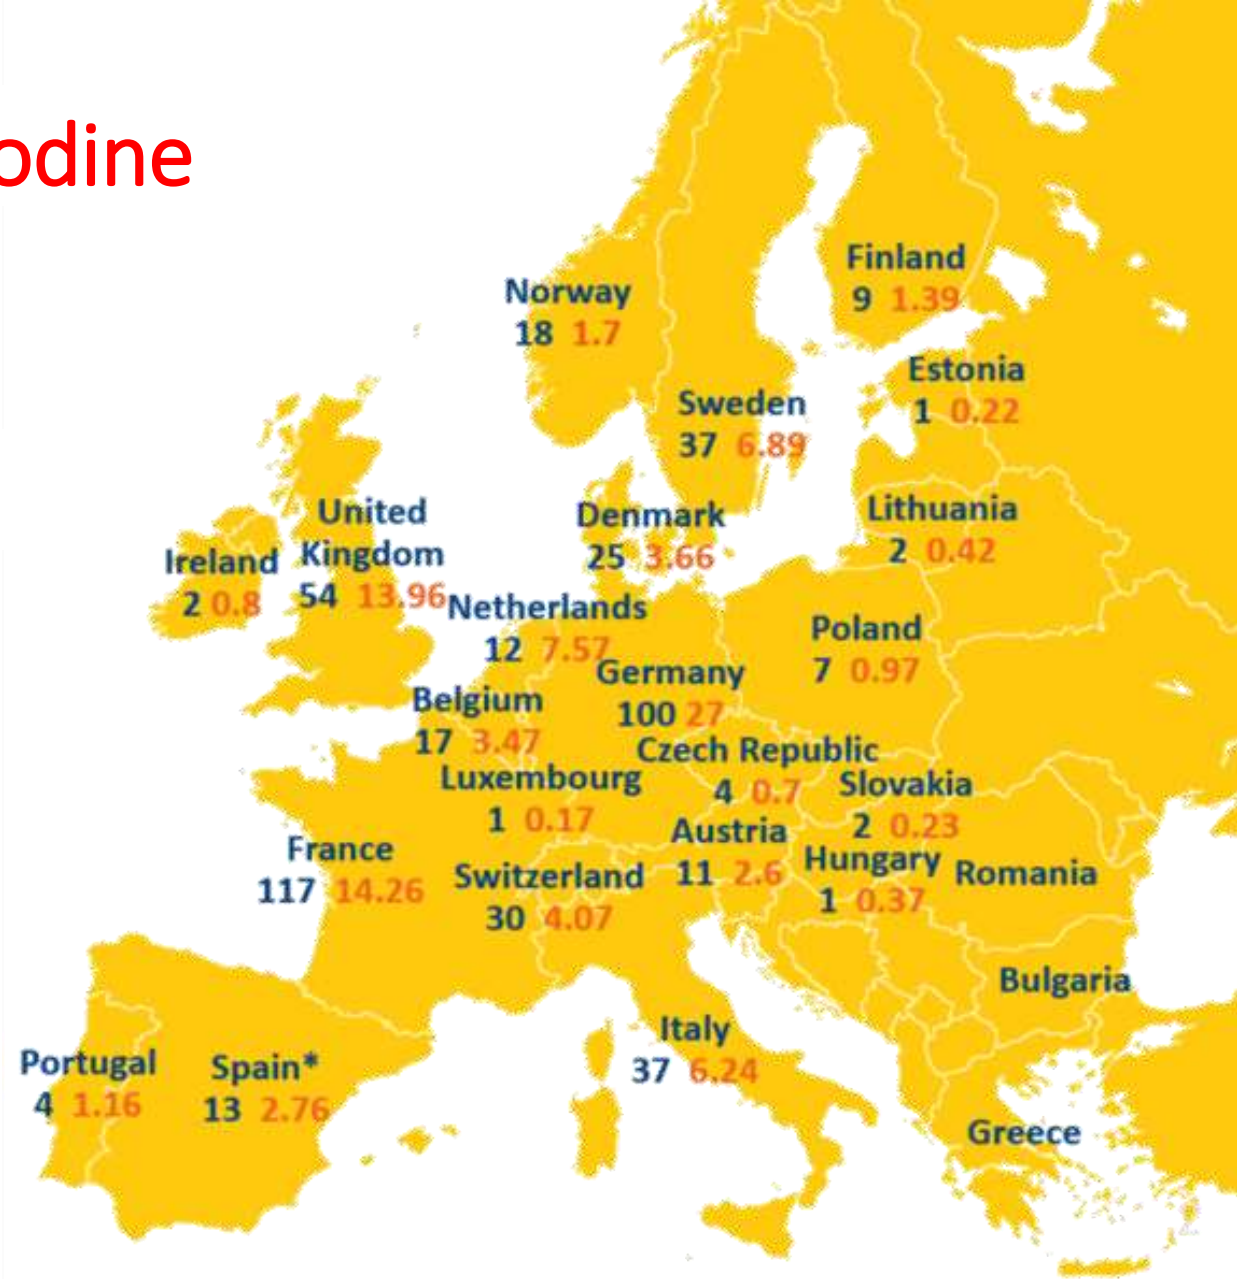 odine
Finland
9 1.39
Norway
18 1.7
Estonia
1 0.22
Sweden
37 6.89
Lithuania
2 0.42
United
Kingdom
54 13.96
Denmark
25 3.66
Ireland
2 0.8
Netherlands
12 7.57
Poland
7 0.97
Germany
100 27
Belgium
17 3.47
Czech Republic
4 0.7
Luxembourg
1 0.17
Slovakia
2 0.23
Austria
11 2.6
France
117 14.26
Switzerland
30 4.07
Hungary
1 0.37
Romania
Bulgaria
Italy
37 6.24
Portugal
4 1.16
Spain*
13 2.76
Greece